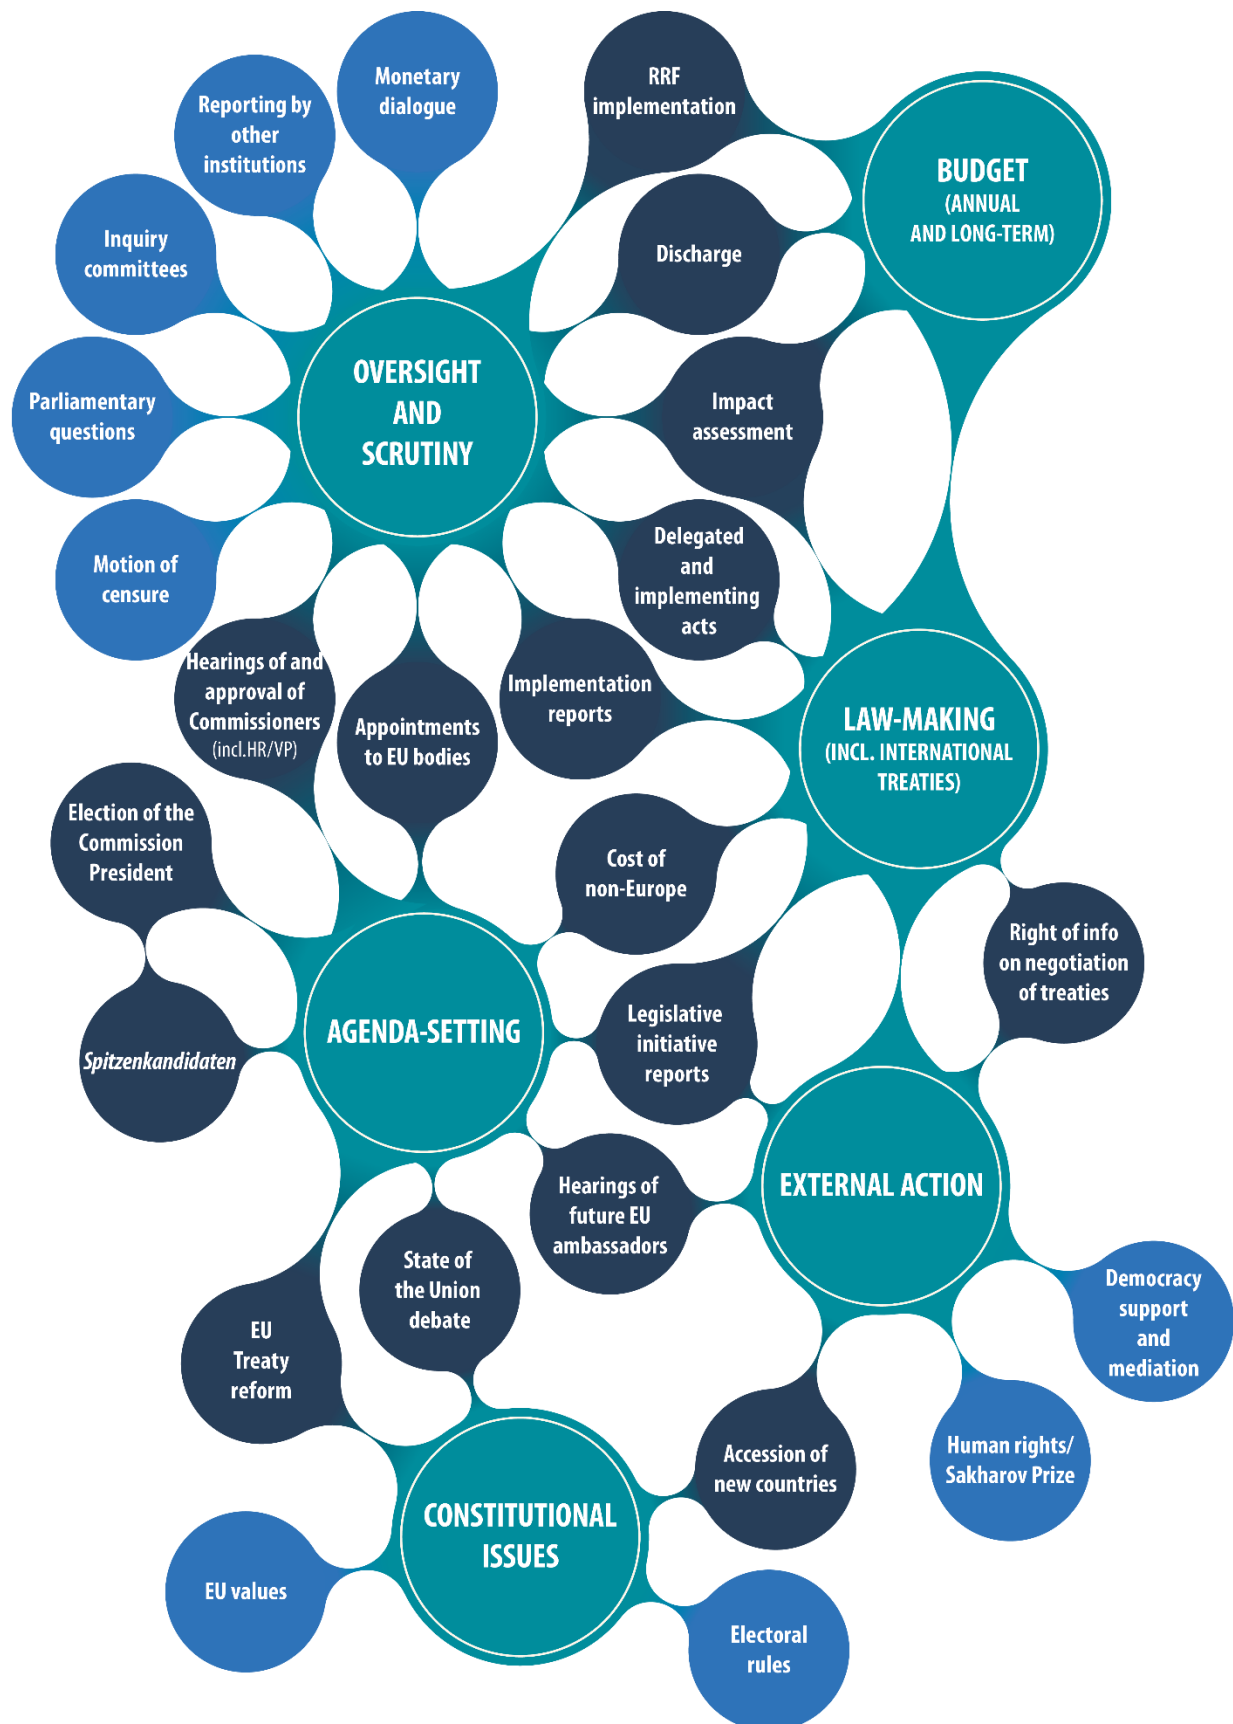 Monetary
dialogue
RRF
implementation
Reporting by
other
institutions
BUDGET
(ANNUAL
AND LONG-TERM)
Inquiry
committees
Discharge
OVERSIGHT
AND
SCRUTINY
Parliamentary
questions
Impact
assessment
Motion of
censure
Delegated
and
implementing
acts
Hearings of and
approval of
Commissioners
(incl.HR/VP)
Appointments
to EU bodies
Implementation
reports
LAW-MAKING
(INCL. INTERNATIONAL
TREATIES)
Election of the
Commission
President
Cost of
non-Europe
Right of info
on negotiation
of treaties
AGENDA-SETTING
Legislative
initiative
reports
Spitzenkandidaten
EXTERNAL ACTION
Hearings of
future EU
ambassadors
State of
the Union
debate
Democracy
support
and
mediation
EU
Treaty
reform
Accession of
new countries
Human rights/
Sakharov Prize
CONSTITUTIONAL
ISSUES
EU values
Electoral
rules